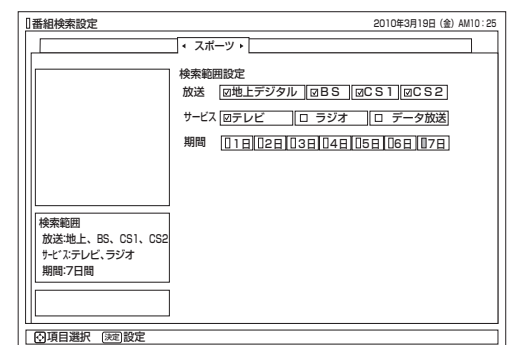 番組検索設定
2010年3月19日 (金) AM10:25
スポーツ
検索範囲設定
放送 ☑地上デジタル ☑BS ☑CS1 ☑CS2
サービス ☑テレビ □ ラジオ □ データ放送
期間 1日 2日 3日 4日 5日 6日 7日
検索範囲
放送:地上、BS、CS1、CS2
サービス:テレビ、ラジオ
期間:7日間
項目選択 決定 設定